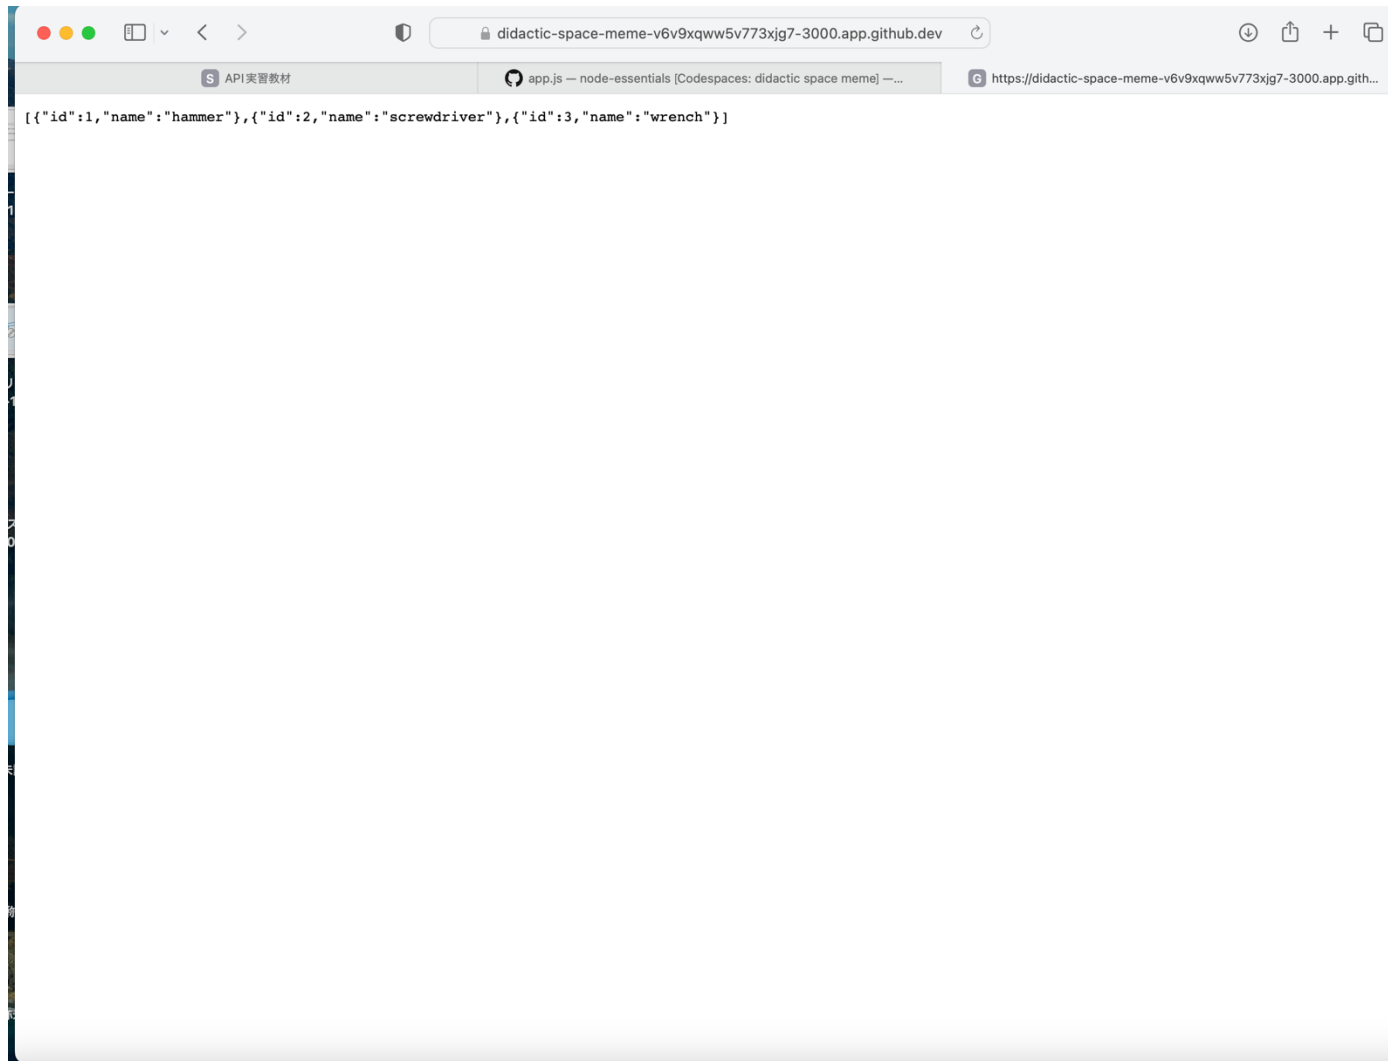 didactic-space-meme-v6v9xqww5v773xjg7-3000.app.github.dev
S API実習教材
app.js — node-essentials [Codespaces: didactic space meme] —...
G https://didactic-space-meme-v6v9xqww5v773xjg7-3000.app.gith...
[{"id":1,"name":"hammer"},{"id":2,"name":"screwdriver"},{"id":3,"name":"wrench"}]